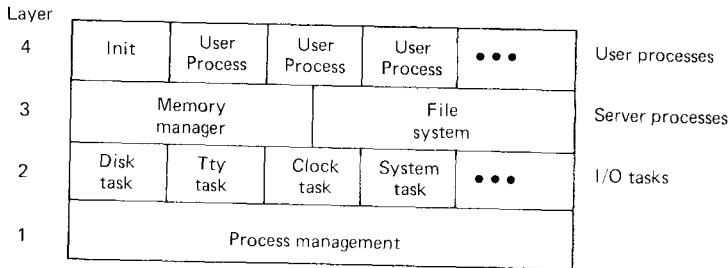 Layer
4
Init
User
Process
User
Process
User
Process
•••
User processes
3
Memory
manager
File
system
Server processes
2
Disk
task
Tty
task
Clock
task
System
task
•••
I/O tasks
1
Process management